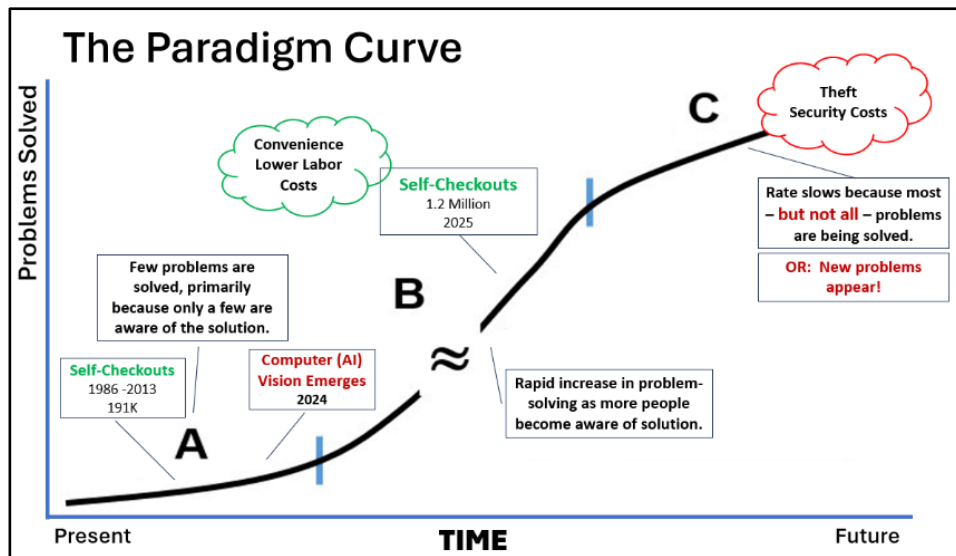 The Paradigm Curve
Problems Solved
C
Theft
Security Costs
Convenience
Lower Labor
Costs
Self-Checkouts
1.2 Million
2025
Rate slows because most
– but not all – problems
are being solved.
OR: New problems
appear!
Few problems are
solved, primarily
because only a few are
aware of the solution.
B
≈
Self-Checkouts
1986 -2013
191K
Computer (AI)
Vision Emerges
2024
A
Rapid increase in problem-
solving as more people
become aware of solution.
Present
TIME
Future